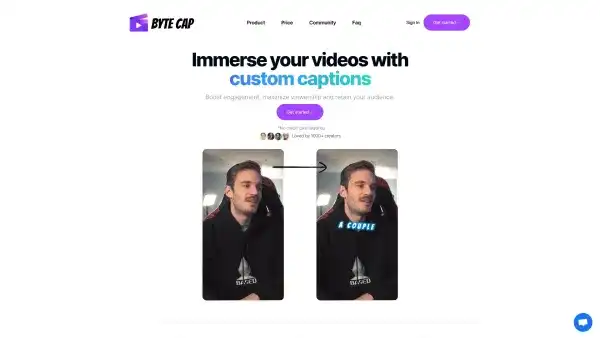 BYTE CAP
Product
Price
Community
Faq
Sign in
Get started
Immerse your videos with
custom captions
Boost engagement, maximize viewership and retain your audience.
Get started
Loved by 1000+ creators
A COUPLE